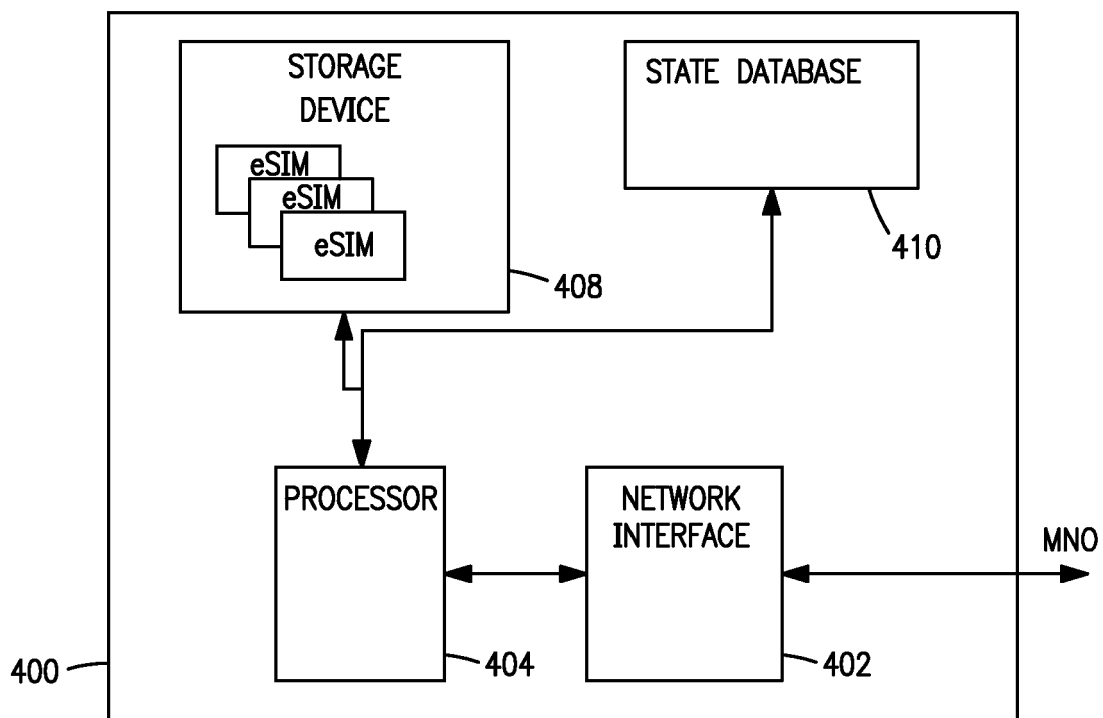 STORAGE
DEVICE
eSIM
eSIM
eSIM
408
STATE DATABASE
410
PROCESSOR
404
NETWORK
INTERFACE
402
MNO
400